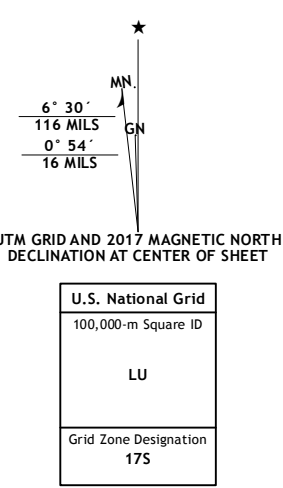 MN.
6° 30´
116 MILS
GN
0° 54´
16 MILS
UTM GRID AND 2017 MAGNETIC NORTH
DECLINATION AT CENTER OF SHEET
U.S. National Grid
100,000-m Square ID
LU
Grid Zone Designation
17S